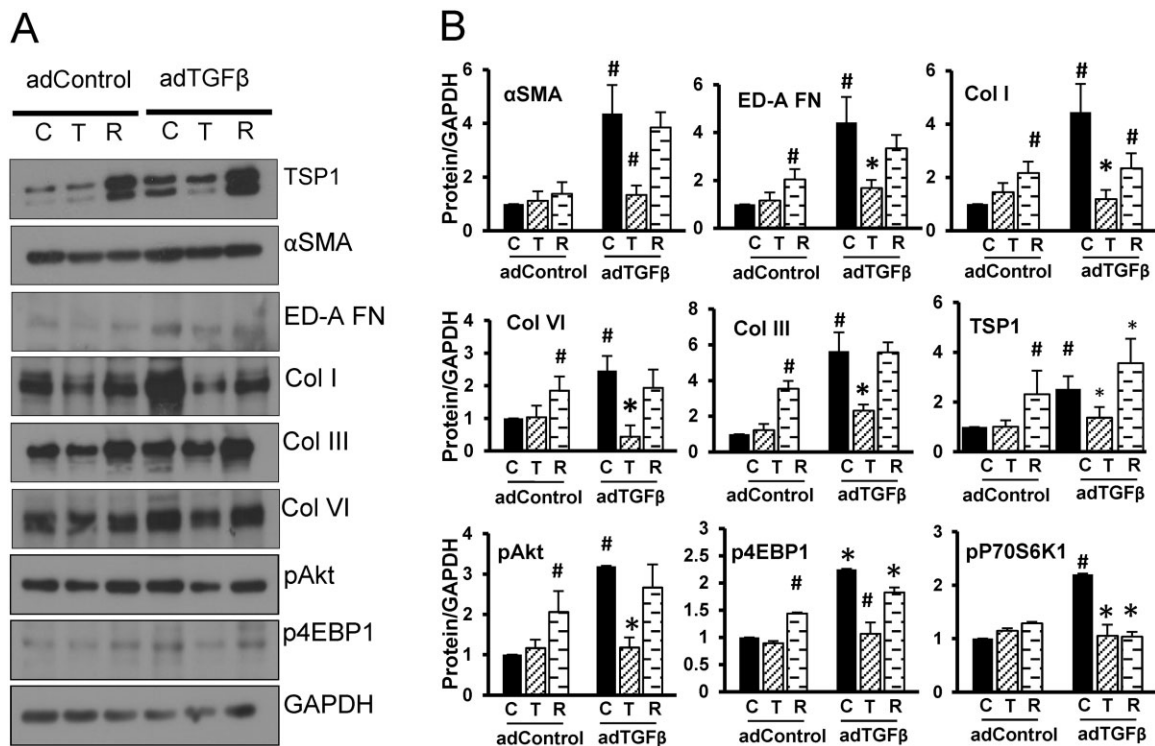 A
adControl adTGFβ
C T R C T R
TSP1
αSMA
ED-A FN
Col I
Col III
Col VI
pAkt
p4EBP1
GAPDH
B
Protein/GAPDH
6
4
2
0
αSMA
# #
C T R C T R
adControl adTGFβ
6
4
2
0
ED-A FN
# # *
C T R C T R
adControl adTGFβ
6
4
2
0
Col I
# # * #
C T R C T R
adControl adTGFβ
Protein/GAPDH
4
3
2
1
0
Col VI
# # *
C T R C T R
adControl adTGFβ
8
6
4
2
0
Col III
# # *
C T R C T R
adControl adTGFβ
6
4
2
0
TSP1
# # * *
C T R C T R
adControl adTGFβ
Protein/GAPDH
4
3
2
1
0
pAkt
# # *
C T R C T R
adControl adTGFβ
3
2.5
2
1.5
1
0.5
0
p4EBP1
# * # *
C T R C T R
adControl adTGFβ
3
2
1
0
pP70S6K1
# * *
C T R C T R
adControl adTGFβ